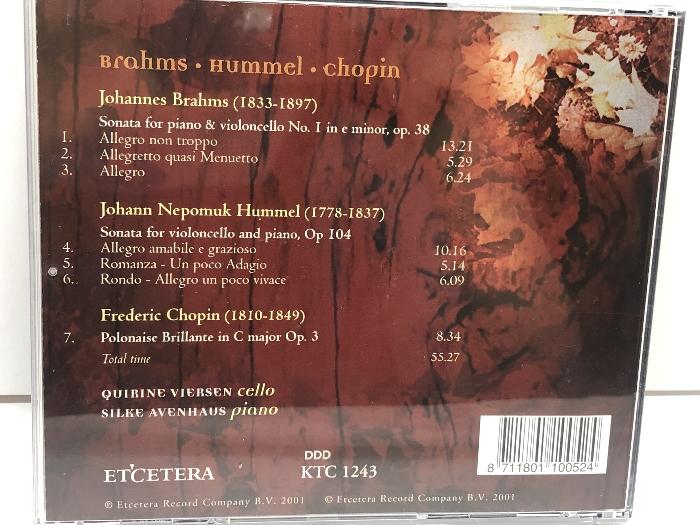 Brahms · Hummel · Chopin
Johannes Brahms (1833-1897)
Sonata for piano & violoncello No. 1 in e minor, op. 38
1. Allegro non troppo 13.21
2. Allegretto quasi Menuetto 5.29
3. Allegro 6.24
Johann Nepomuk Hummel (1778-1837)
Sonata for violoncello and piano, Op 104
4. Allegro amabile e grazioso 10.16
5. Romanza - Un poco Adagio 5.14
6. Rondo - Allegro un poco vivace 6.09
Frederic Chopin (1810-1849)
7. Polonaise Brillante in C major Op. 3 8.34
Total time 55.27
QUIRINE VIERSEN cello
SILKE AVENHAUS piano
ET'CETERA
DDD
KTC 1243
8 711801 100524
℗ Etcetera Record Company B.V. 2001 © Etcetera Record Company B.V. 2001